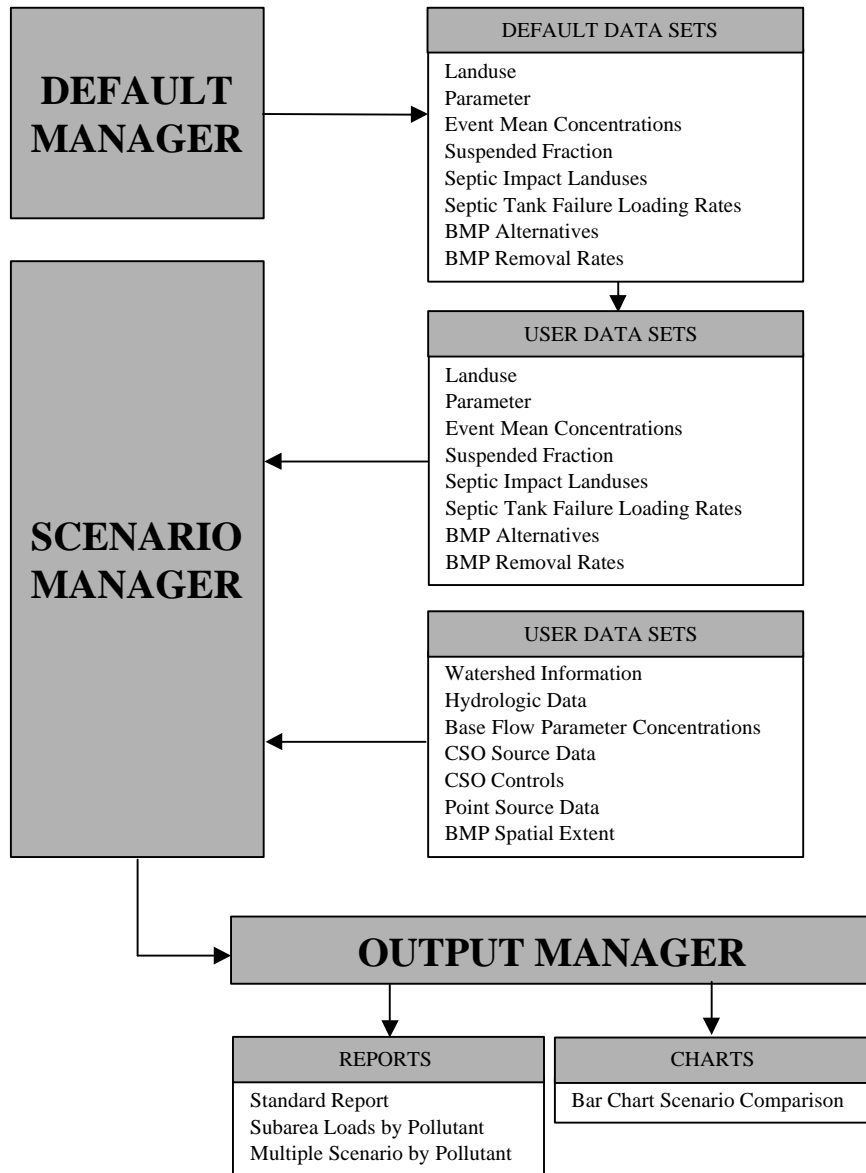 DEFAULT
MANAGER
DEFAULT DATA SETS
Landuse
Parameter
Event Mean Concentrations
Suspended Fraction
Septic Impact Landuses
Septic Tank Failure Loading Rates
BMP Alternatives
BMP Removal Rates
SCENARIO
MANAGER
USER DATA SETS
Landuse
Parameter
Event Mean Concentrations
Suspended Fraction
Septic Impact Landuses
Septic Tank Failure Loading Rates
BMP Alternatives
BMP Removal Rates
USER DATA SETS
Watershed Information
Hydrologic Data
Base Flow Parameter Concentrations
CSO Source Data
CSO Controls
Point Source Data
BMP Spatial Extent
OUTPUT MANAGER
REPORTS
Standard Report
Subarea Loads by Pollutant
Multiple Scenario by Pollutant
CHARTS
Bar Chart Scenario Comparison